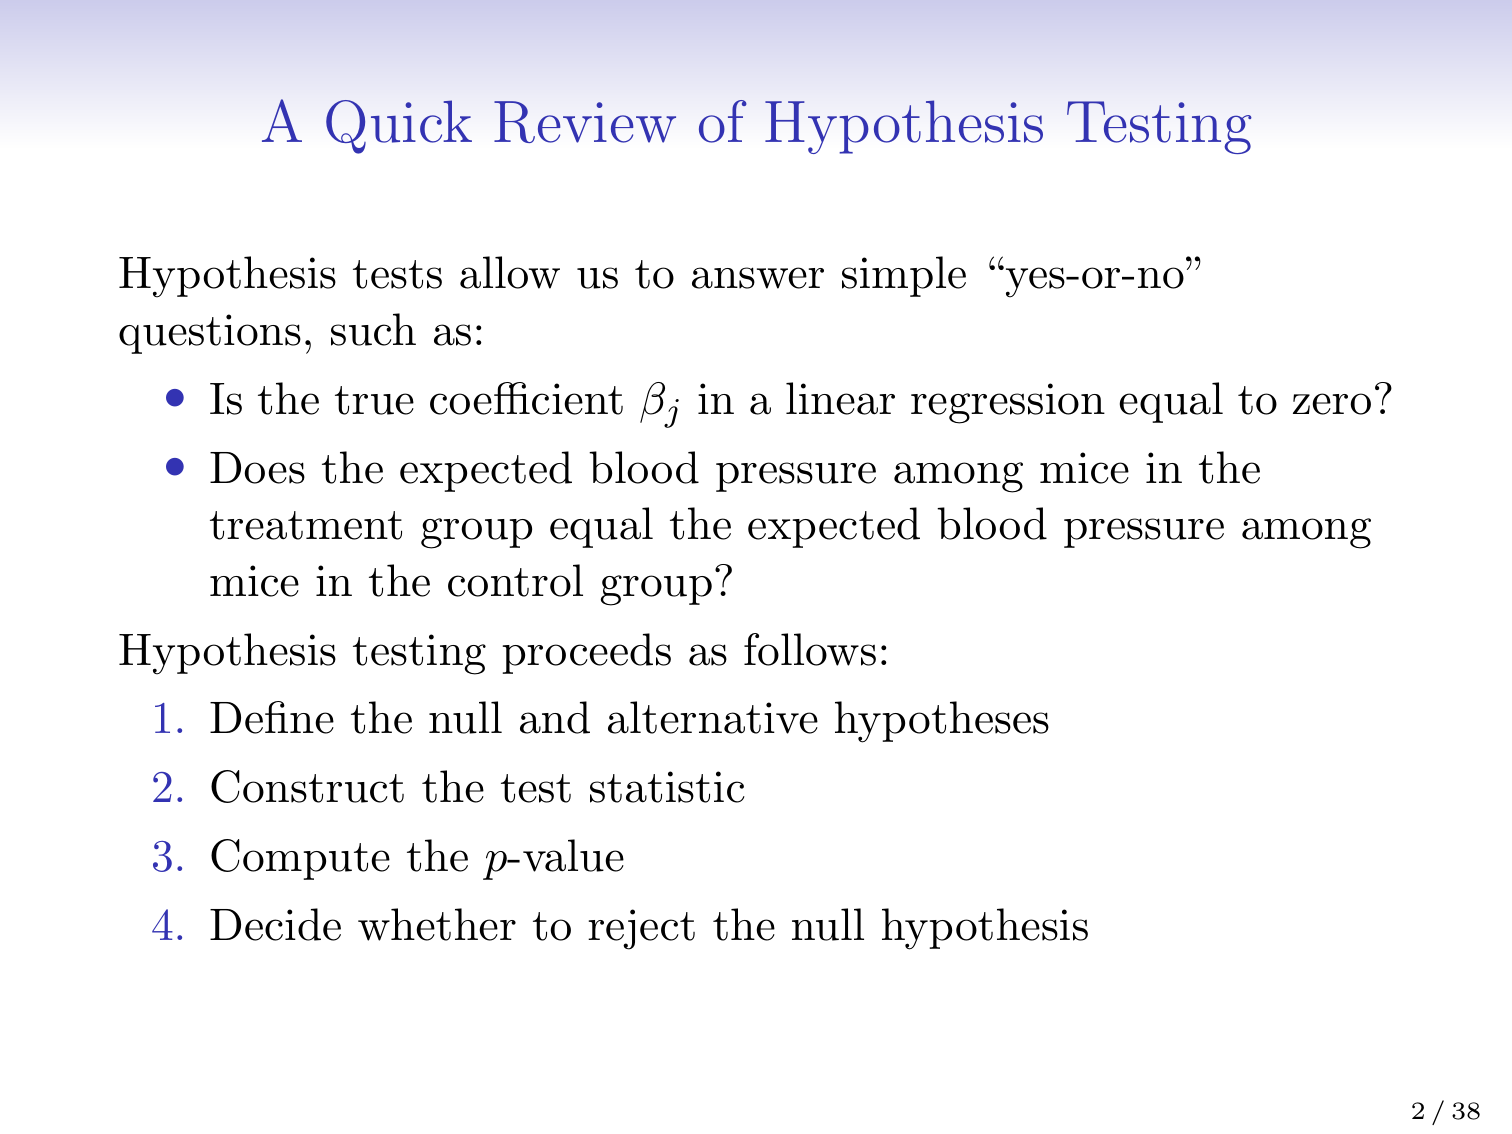 A Quick Review of Hypothesis Testing
Hypothesis tests allow us to answer simple “yes-or-no”
questions, such as:
• Is the true coefficient βj in a linear regression equal to zero?
• Does the expected blood pressure among mice in the
treatment group equal the expected blood pressure among
mice in the control group?
Hypothesis testing proceeds as follows:
1. Define the null and alternative hypotheses
2. Construct the test statistic
3. Compute the p-value
4. Decide whether to reject the null hypothesis
2 / 38